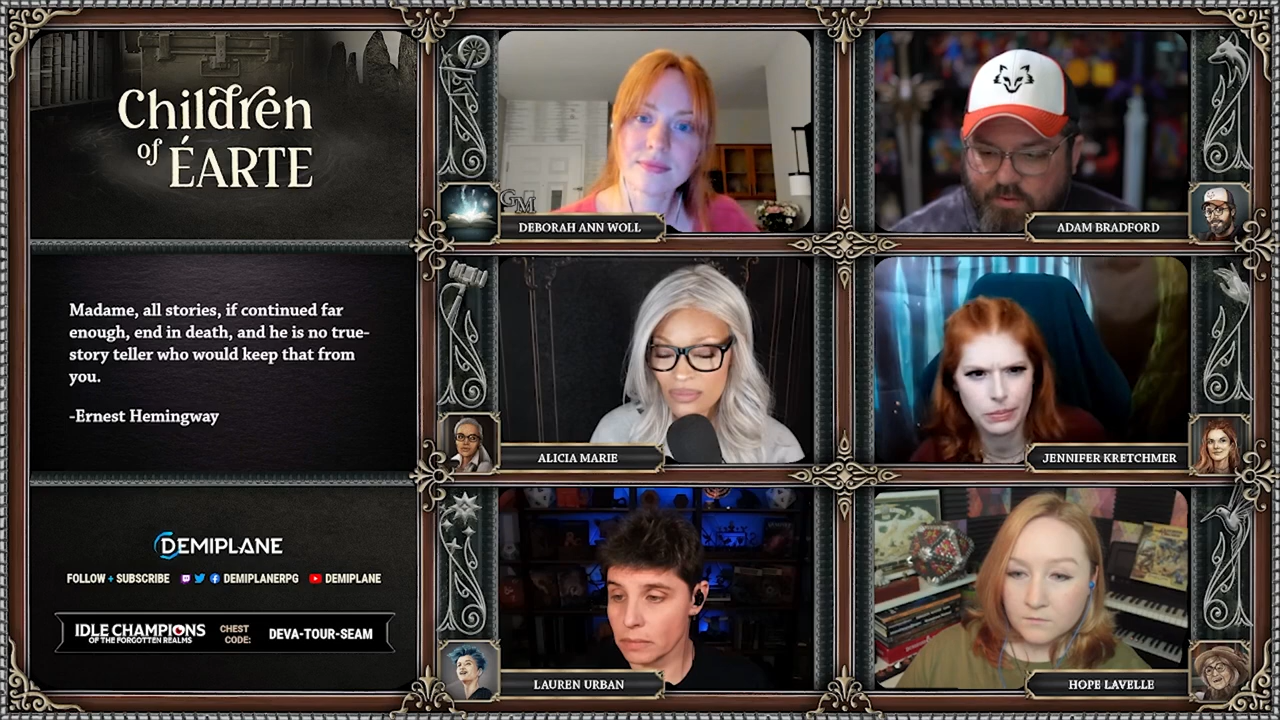 Children
of ÉARTE
Madame, all stories, if continued far
enough, end in death, and he is no true-
story teller who would keep that from
you.
-Ernest Hemingway
DEMIPLANE
FOLLOW + SUBSCRIBE DEMIPLANERPG DEMIPLANE
IDLE CHAMPIONS
OF THE FORGOTTEN REALMS
CHEST
CODE:
DEVA-TOUR-SEAM
GM
DEBORAH ANN WOLL
ADAM BRADFORD
ALICIA MARIE
JENNIFER KRETCHMER
LAUREN URBAN
HOPE LAVELLE